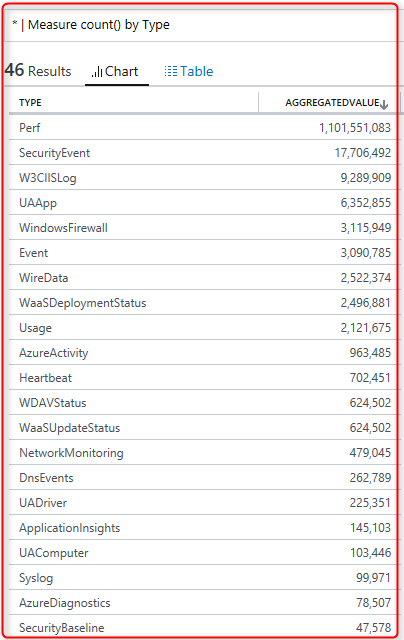 * | Measure count() by Type
46 Results Chart Table
TYPE AGGREGATEDVALUE
Perf 1,101,551,083
SecurityEvent 17,706,492
W3CIISLog 9,289,909
UAApp 6,352,855
WindowsFirewall 3,115,949
Event 3,090,785
WireData 2,522,374
WaaSDeploymentStatus 2,496,881
Usage 2,121,675
AzureActivity 963,485
Heartbeat 702,451
WDAVStatus 624,502
WaaSUpdateStatus 624,502
NetworkMonitoring 479,045
DnsEvents 262,789
UADriver 225,351
ApplicationInsights 145,103
UAComputer 103,446
Syslog 99,971
AzureDiagnostics 78,507
SecurityBaseline 47,578